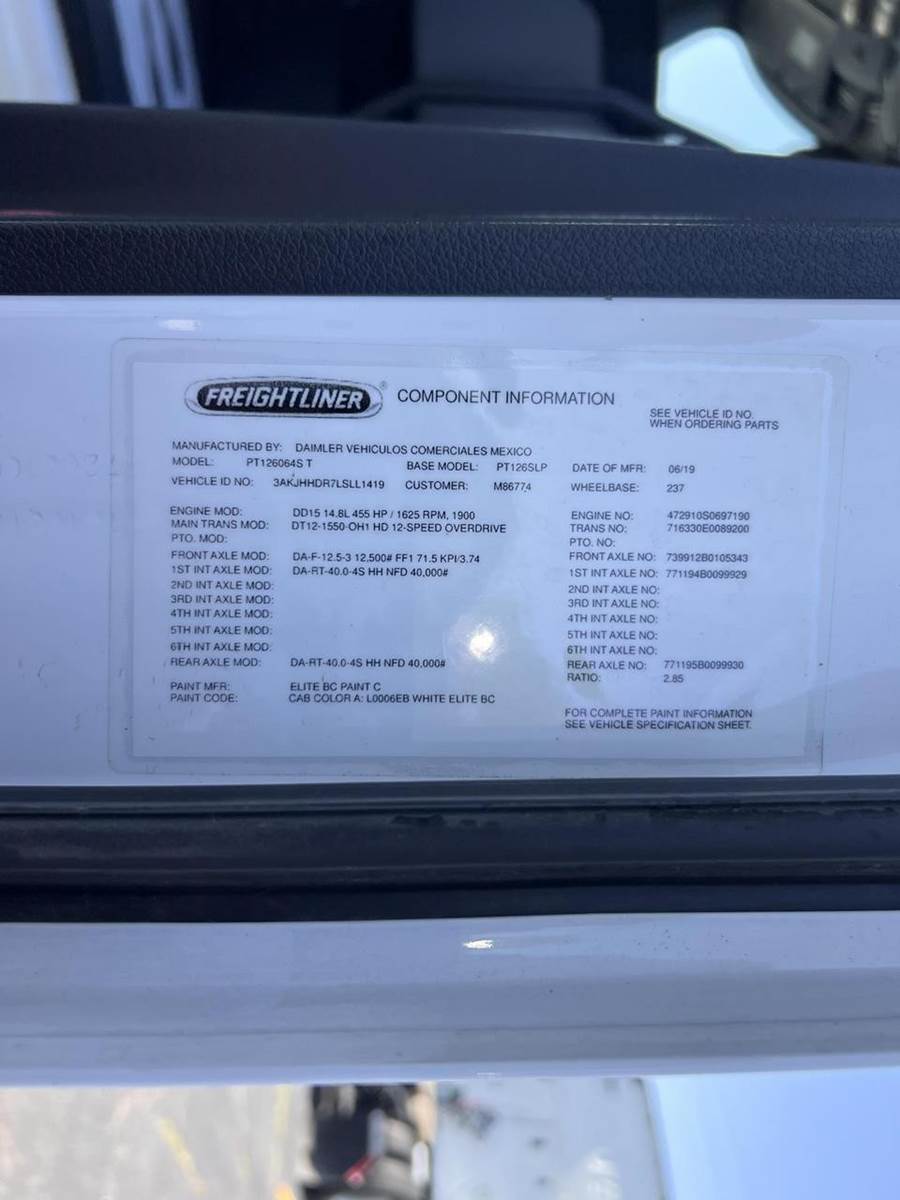 FREIGHTLINER® COMPONENT INFORMATION
SEE VEHICLE ID NO.
WHEN ORDERING PARTS
MANUFACTURED BY: DAIMLER VEHICULOS COMERCIALES MEXICO
MODEL: PT126064S T BASE MODEL: PT126SLP DATE OF MFR: 06/19
VEHICLE ID NO: 3AKJHHDR7LSLL1419 CUSTOMER: M86774 WHEELBASE: 237
ENGINE MOD: DD15 14.8L 455 HP / 1625 RPM, 1900 ENGINE NO: 472910S0697190
MAIN TRANS MOD: DT12-1550-OH1 HD 12-SPEED OVERDRIVE TRANS NO: 716330E0089200
PTO. MOD: PTO. NO:
FRONT AXLE MOD: DA-F-12.5-3 12,500# FF1 71.5 KPI/3.74 FRONT AXLE NO: 739912B0105343
1ST INT AXLE MOD: DA-RT-40.0-4S HH NFD 40,000# 1ST INT AXLE NO: 771194B0099929
2ND INT AXLE MOD: 2ND INT AXLE NO:
3RD INT AXLE MOD: 3RD INT AXLE NO:
4TH INT AXLE MOD: 4TH INT AXLE NO:
5TH INT AXLE MOD: 5TH INT AXLE NO:
6TH INT AXLE MOD: 6TH INT AXLE NO:
REAR AXLE MOD: DA-RT-40.0-4S HH NFD 40,000# REAR AXLE NO: 771195B0099930
RATIO: 2.85
PAINT MFR: ELITE BC PAINT C
PAINT CODE: CAB COLOR A: L0006EB WHITE ELITE BC
FOR COMPLETE PAINT INFORMATION
SEE VEHICLE SPECIFICATION SHEET.